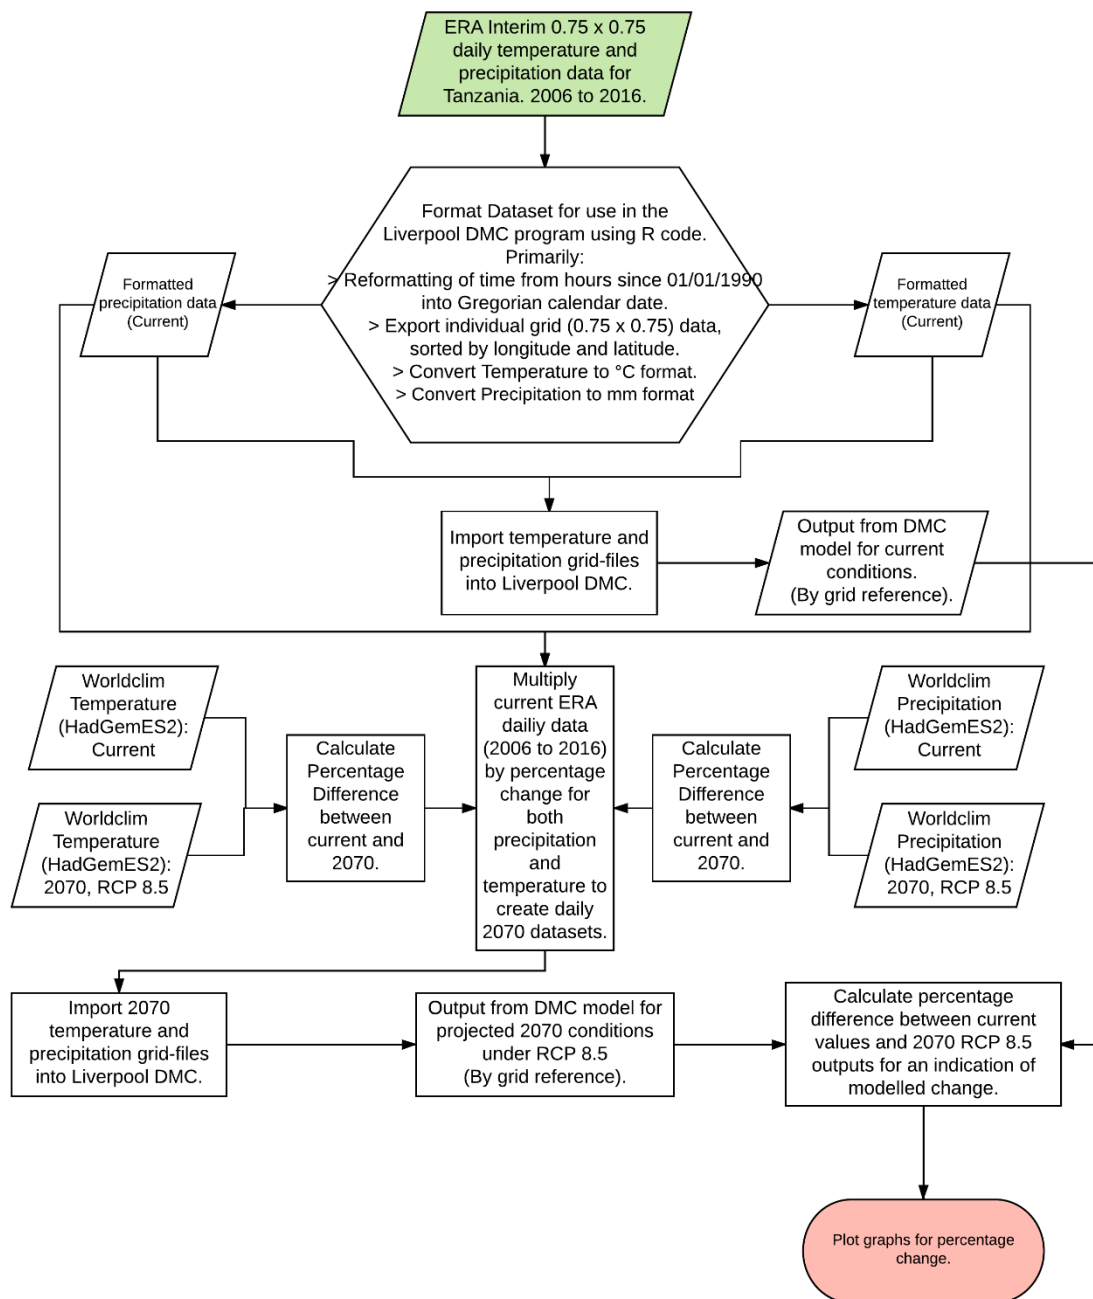 ERA Interim 0.75 x 0.75
daily temperature and
precipitation data for
Tanzania. 2006 to 2016.
Format Dataset for use in the
Liverpool DMC program using R code.
Primarily:
> Reformatting of time from hours since 01/01/1990
into Gregorian calendar date.
> Export individual grid (0.75 x 0.75) data,
sorted by longitude and latitude.
> Convert Temperature to °C format.
> Convert Precipitation to mm format
Formatted
precipitation data
(Current)
Formatted
temperature data
(Current)
Import temperature and
precipitation grid-files
into Liverpool DMC.
Output from DMC
model for current
conditions.
(By grid reference).
Worldclim
Temperature
(HadGemES2):
Current
Worldclim
Temperature
(HadGemES2):
2070, RCP 8.5
Calculate
Percentage
Difference
between
current and
2070.
Multiply
current ERA
dailiy data
(2006 to 2016)
by percentage
change for
both
precipitation
and
temperature to
create daily
2070 datasets.
Calculate
Percentage
Difference
between
current and
2070.
Worldclim
Precipitation
(HadGemES2):
Current
Worldclim
Precipitation
(HadGemES2):
2070, RCP 8.5
Import 2070
temperature and
precipitation grid-files
into Liverpool DMC.
Output from DMC model for
projected 2070 conditions
under RCP 8.5
(By grid reference).
Calculate percentage
difference between current
values and 2070 RCP 8.5
outputs for an indication of
modelled change.
Plot graphs for percentage
change.